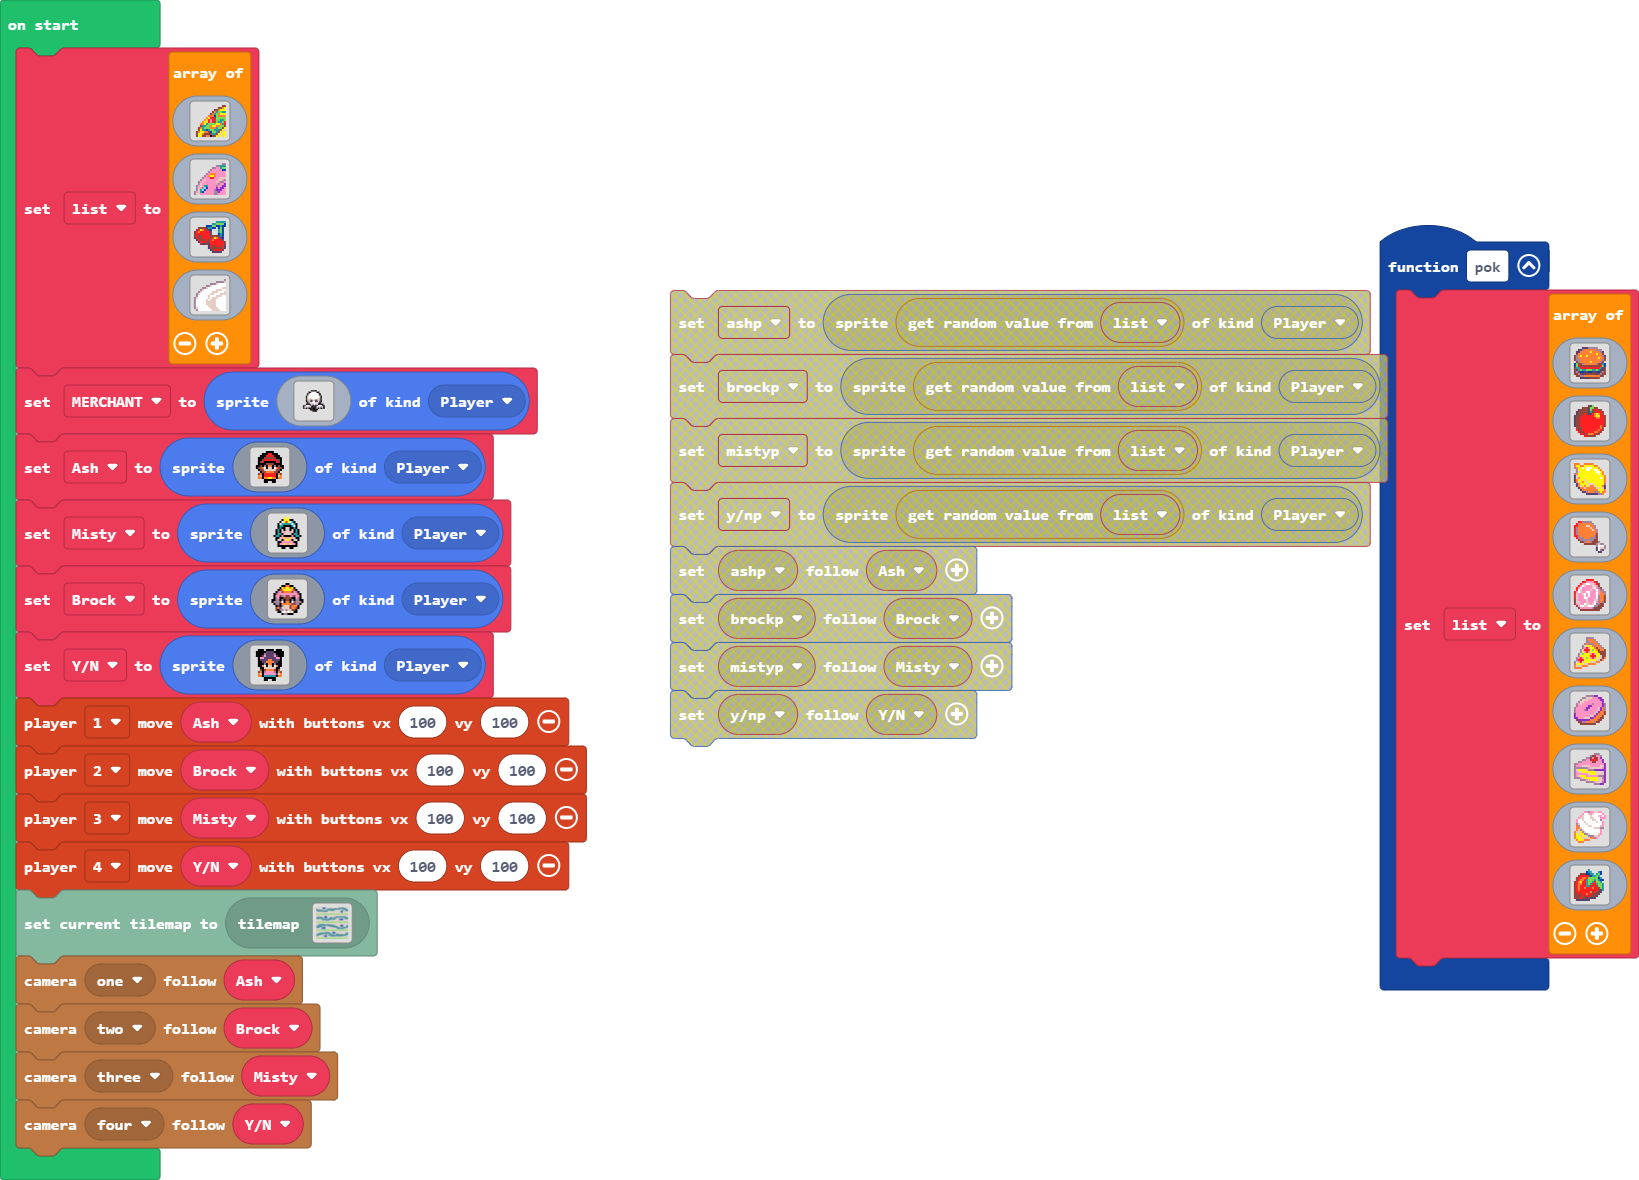 on start
set list to array of
set MERCHANT to sprite of kind Player
set Ash to sprite of kind Player
set Misty to sprite of kind Player
set Brock to sprite of kind Player
set Y/N to sprite of kind Player
player 1 move Ash with buttons vx 100 vy 100
player 2 move Brock with buttons vx 100 vy 100
player 3 move Misty with buttons vx 100 vy 100
player 4 move Y/N with buttons vx 100 vy 100
set current tilemap to tilemap
camera one follow Ash
camera two follow Brock
camera three follow Misty
camera four follow Y/N
set ashp to sprite get random value from list of kind Player
set brockp to sprite get random value from list of kind Player
set mistyp to sprite get random value from list of kind Player
set y/np to sprite get random value from list of kind Player
set ashp follow Ash
set brockp follow Brock
set mistyp follow Misty
set y/np follow Y/N
function pok
set list to array of